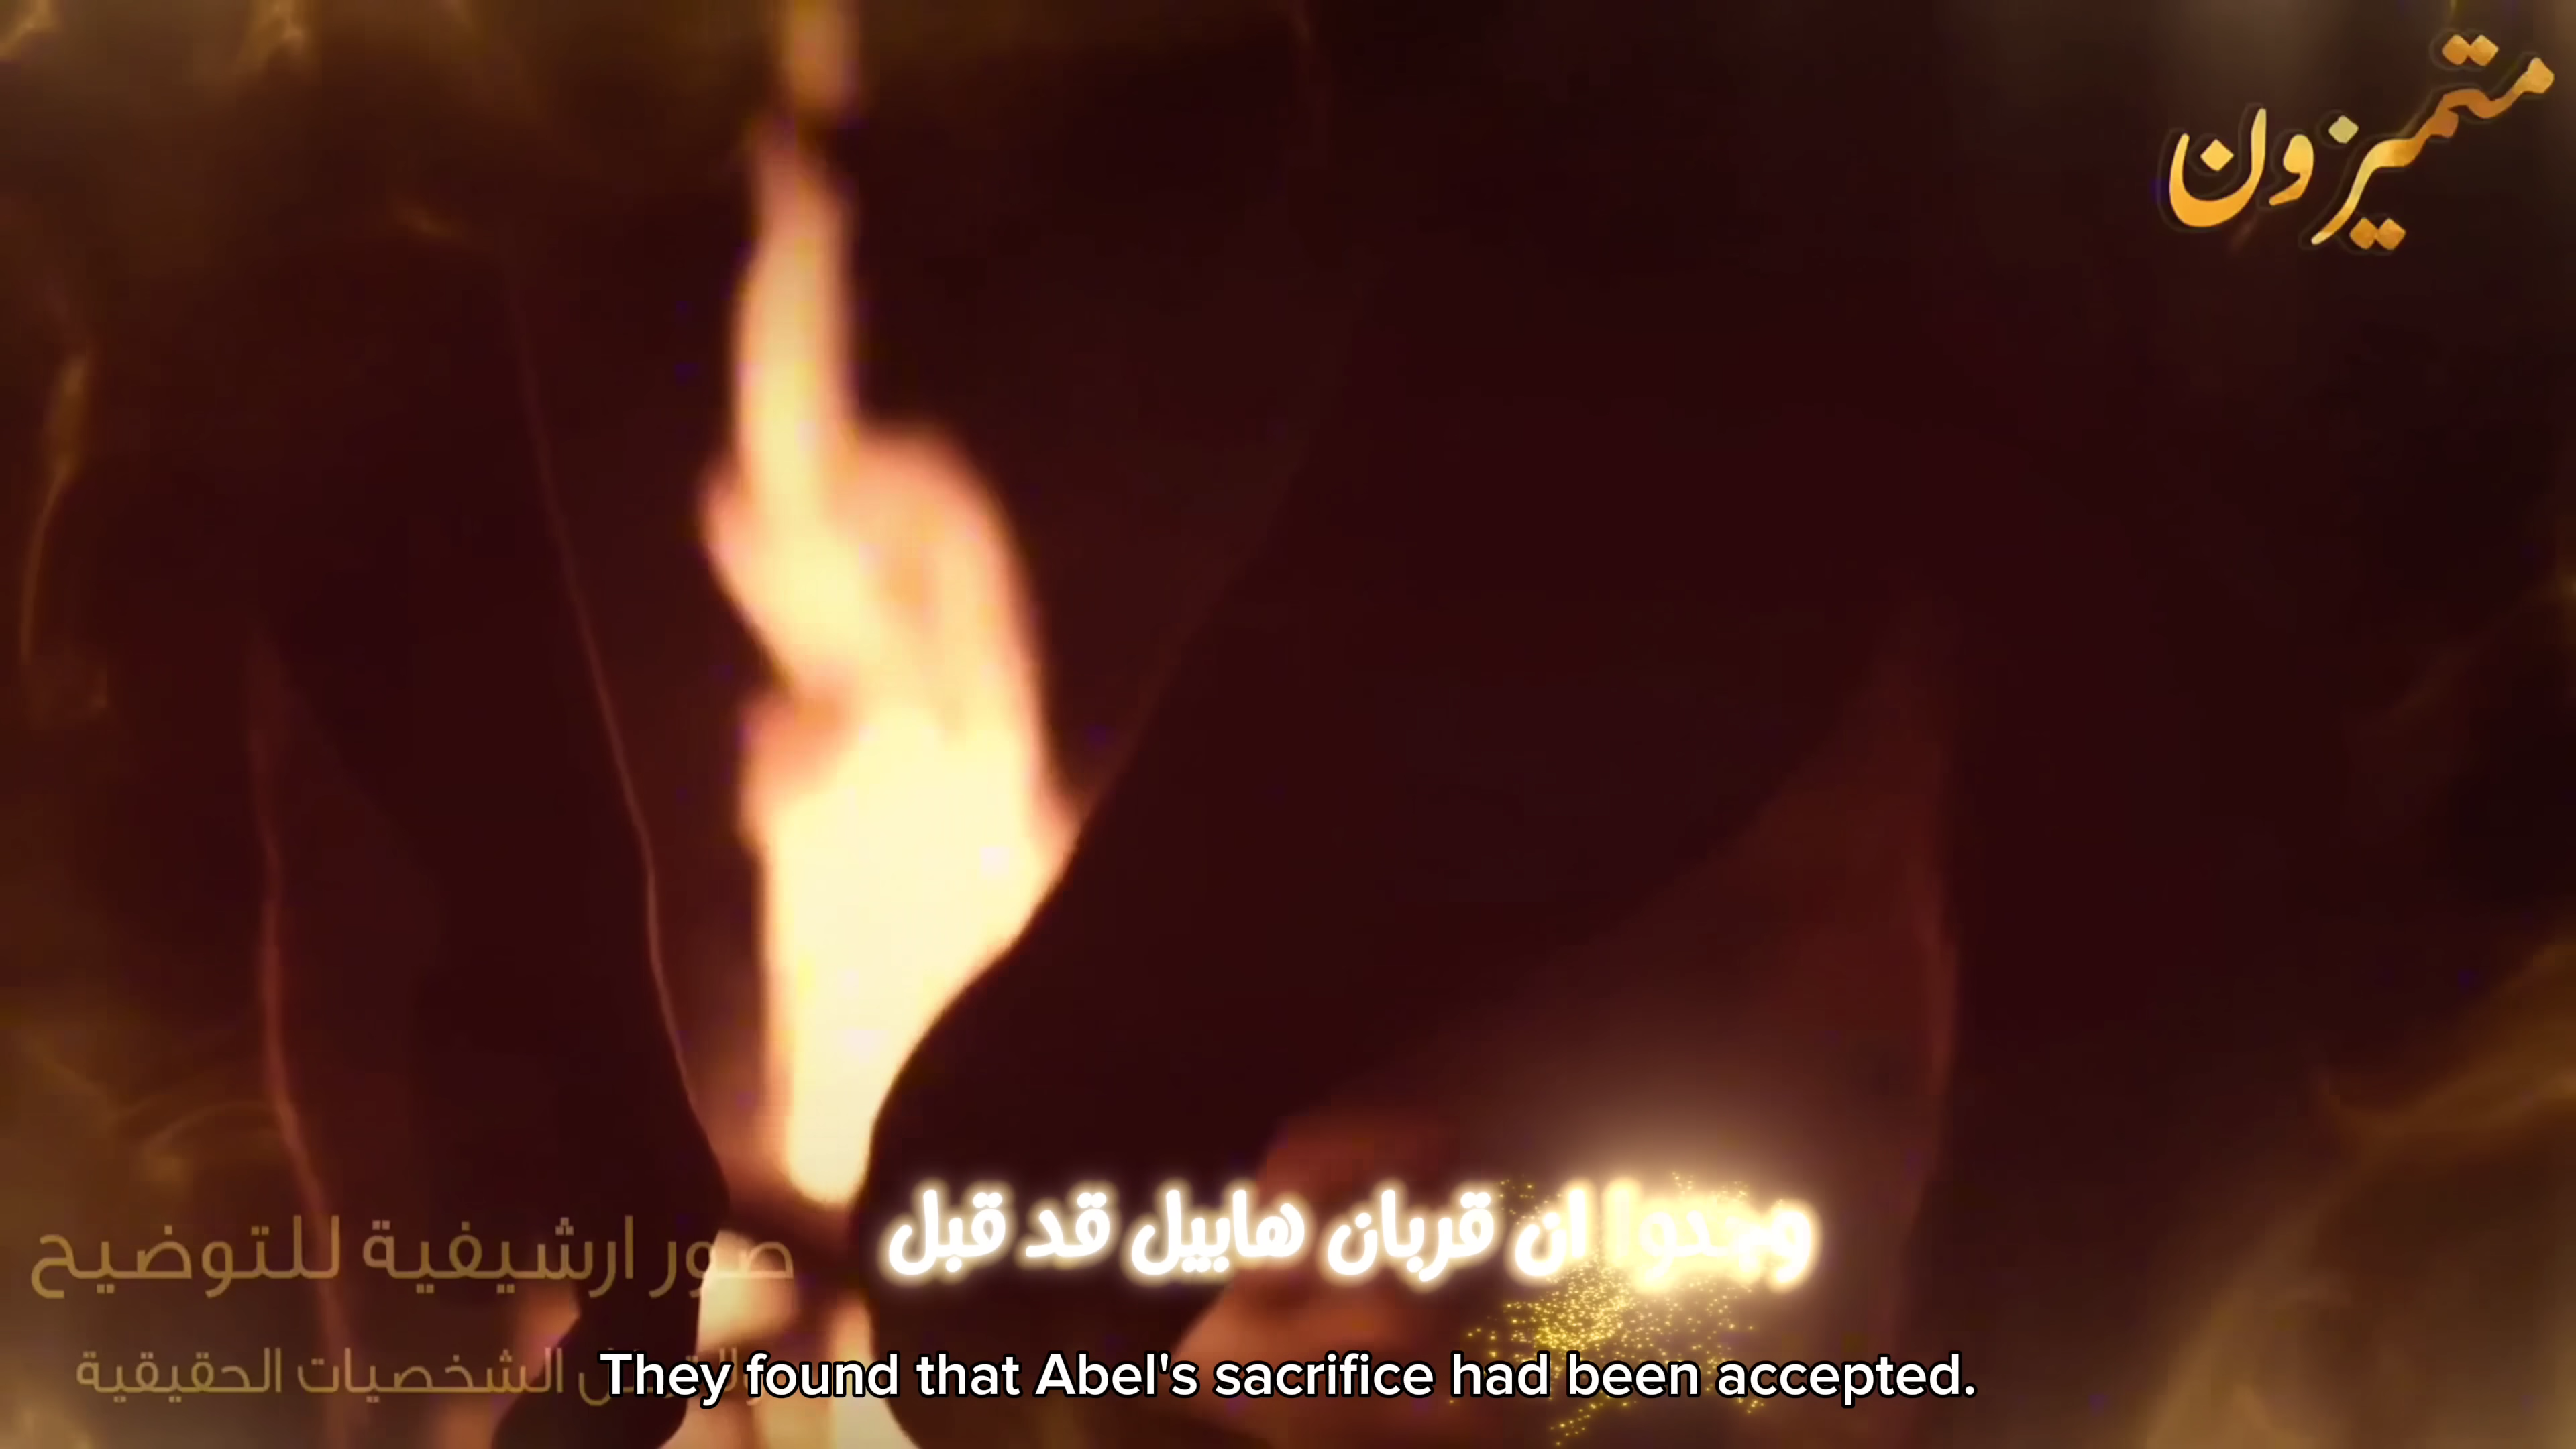 متميزون
وجدوا ان قربان هابيل قد قبل
صور ارشيفية للتوضيح
الشخصيات الحقيقية
They found that Abel's sacrifice had been accepted.